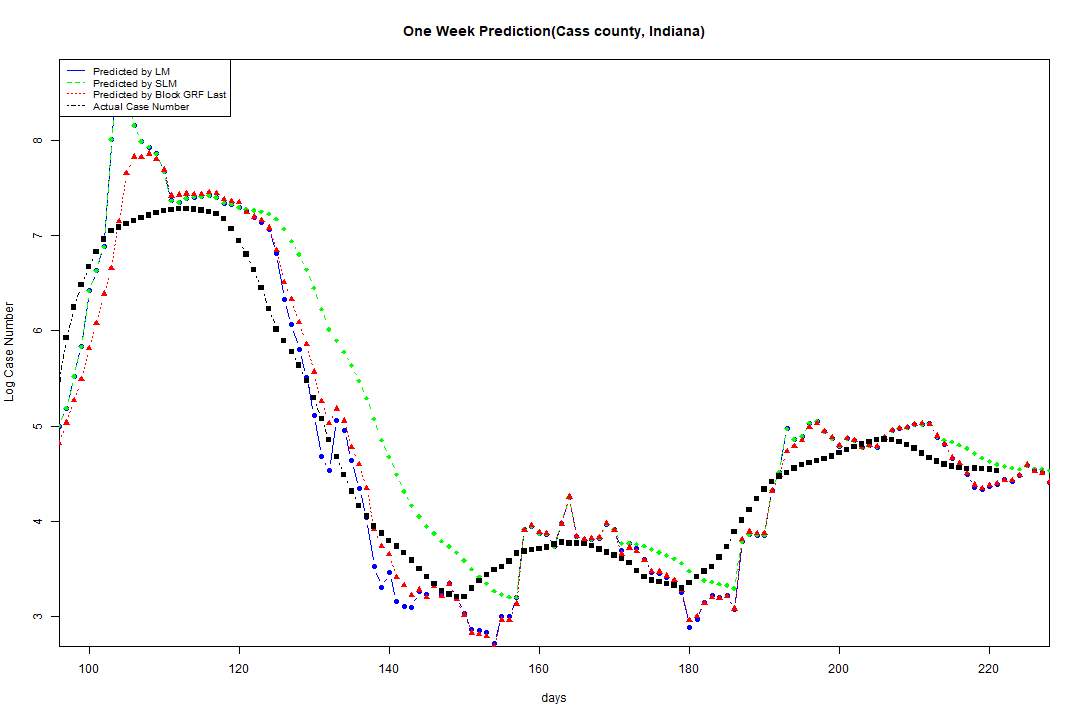 One Week Prediction(Cass county, Indiana)
Predicted by LM
Predicted by SLM
Predicted by Block GRF Last
Actual Case Number
Log Case Number
8
7
6
5
4
3
100 120 140 160 180 200 220
days